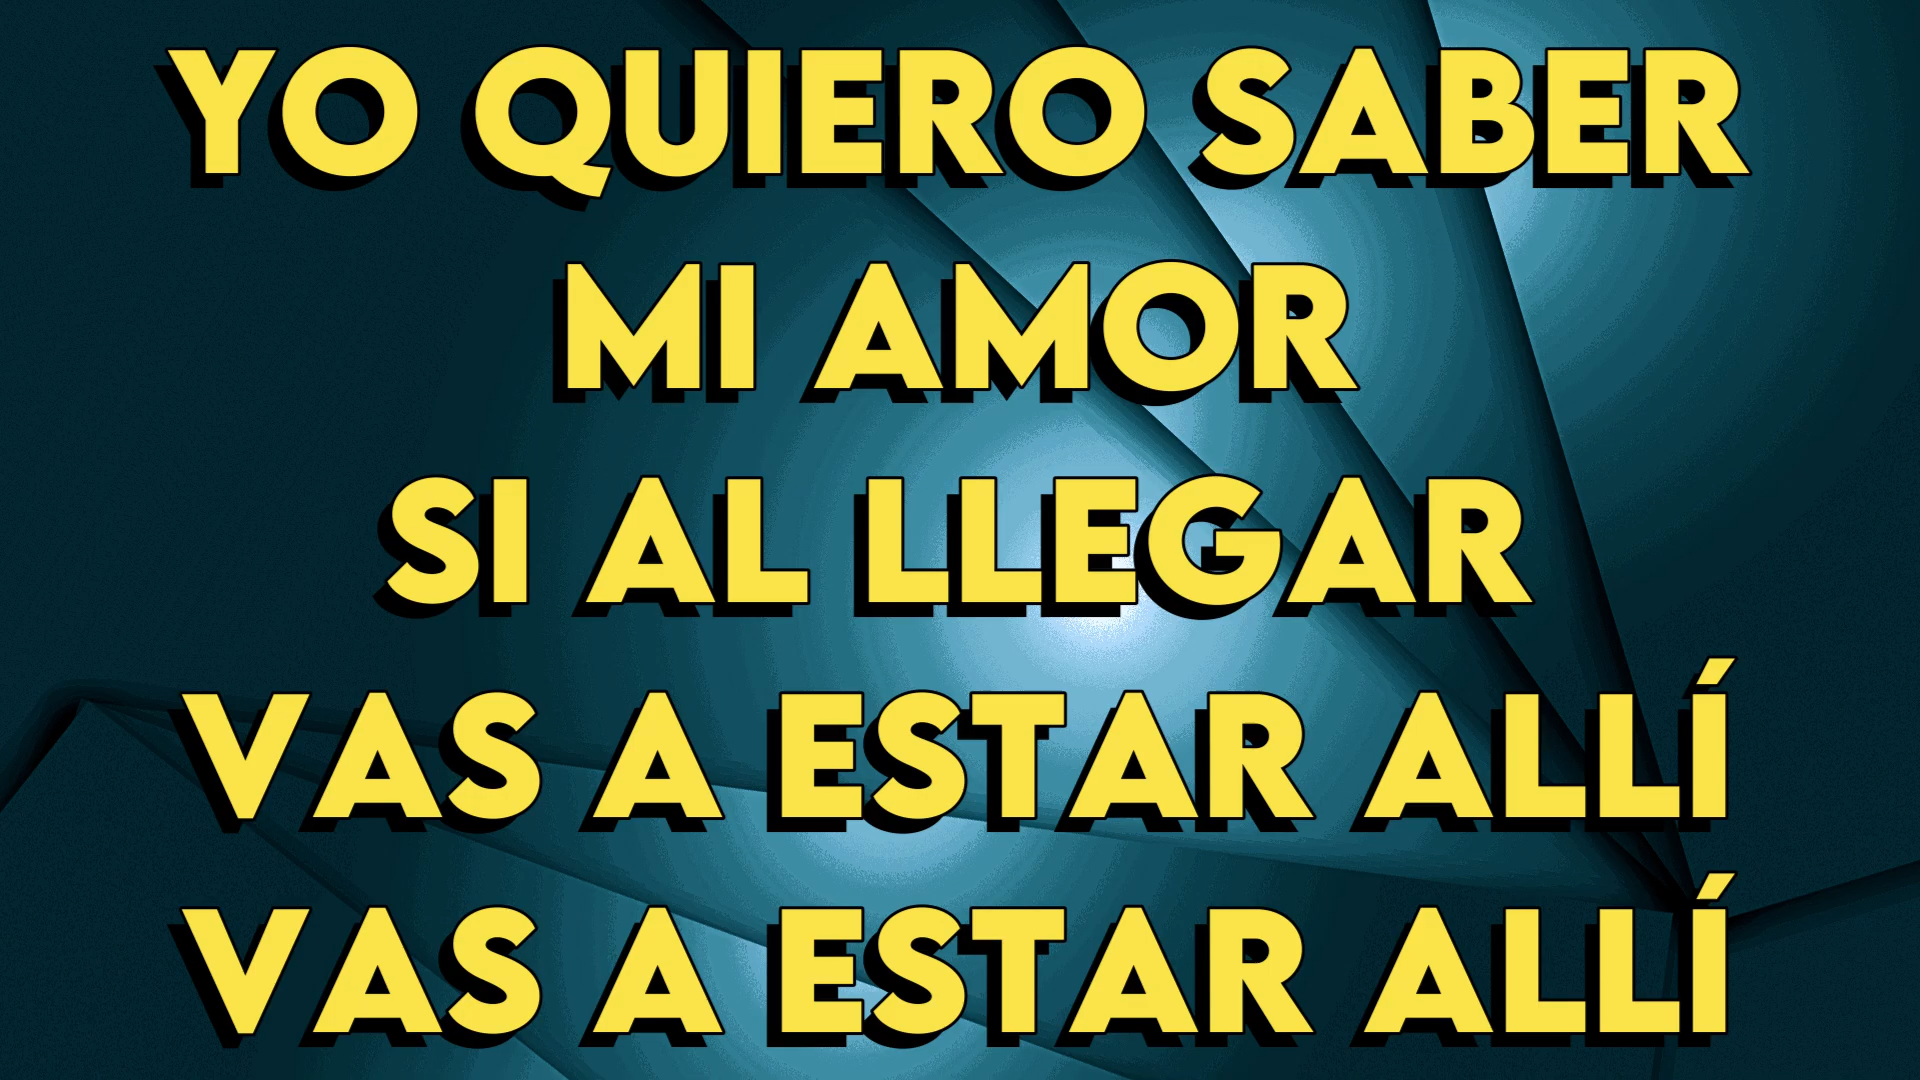 YO QUIERO SABER
MI AMOR
SI AL LLEGAR
VAS A ESTAR ALLÍ
VAS A ESTAR ALLÍ